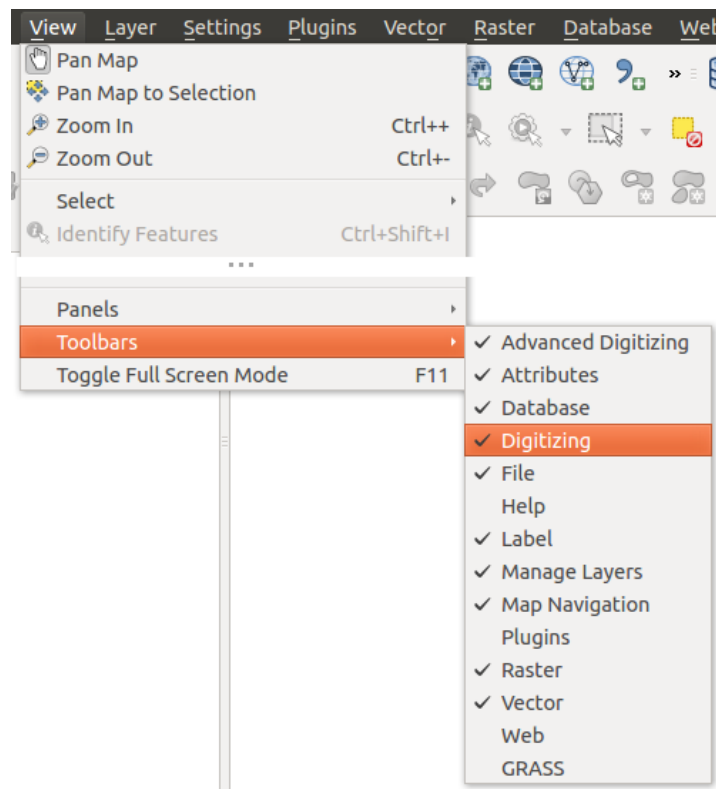 View Layer Settings Plugins Vector Raster Database
Pan Map
Pan Map to Selection
Zoom In Ctrl++
Zoom Out Ctrl+-
Select
Identify Features Ctrl+Shift+I
...
Panels
Toolbars
Toggle Full Screen Mode F11
Advanced Digitizing
Attributes
Database
Digitizing
File
Help
Label
Manage Layers
Map Navigation
Plugins
Raster
Vector
Web
GRASS